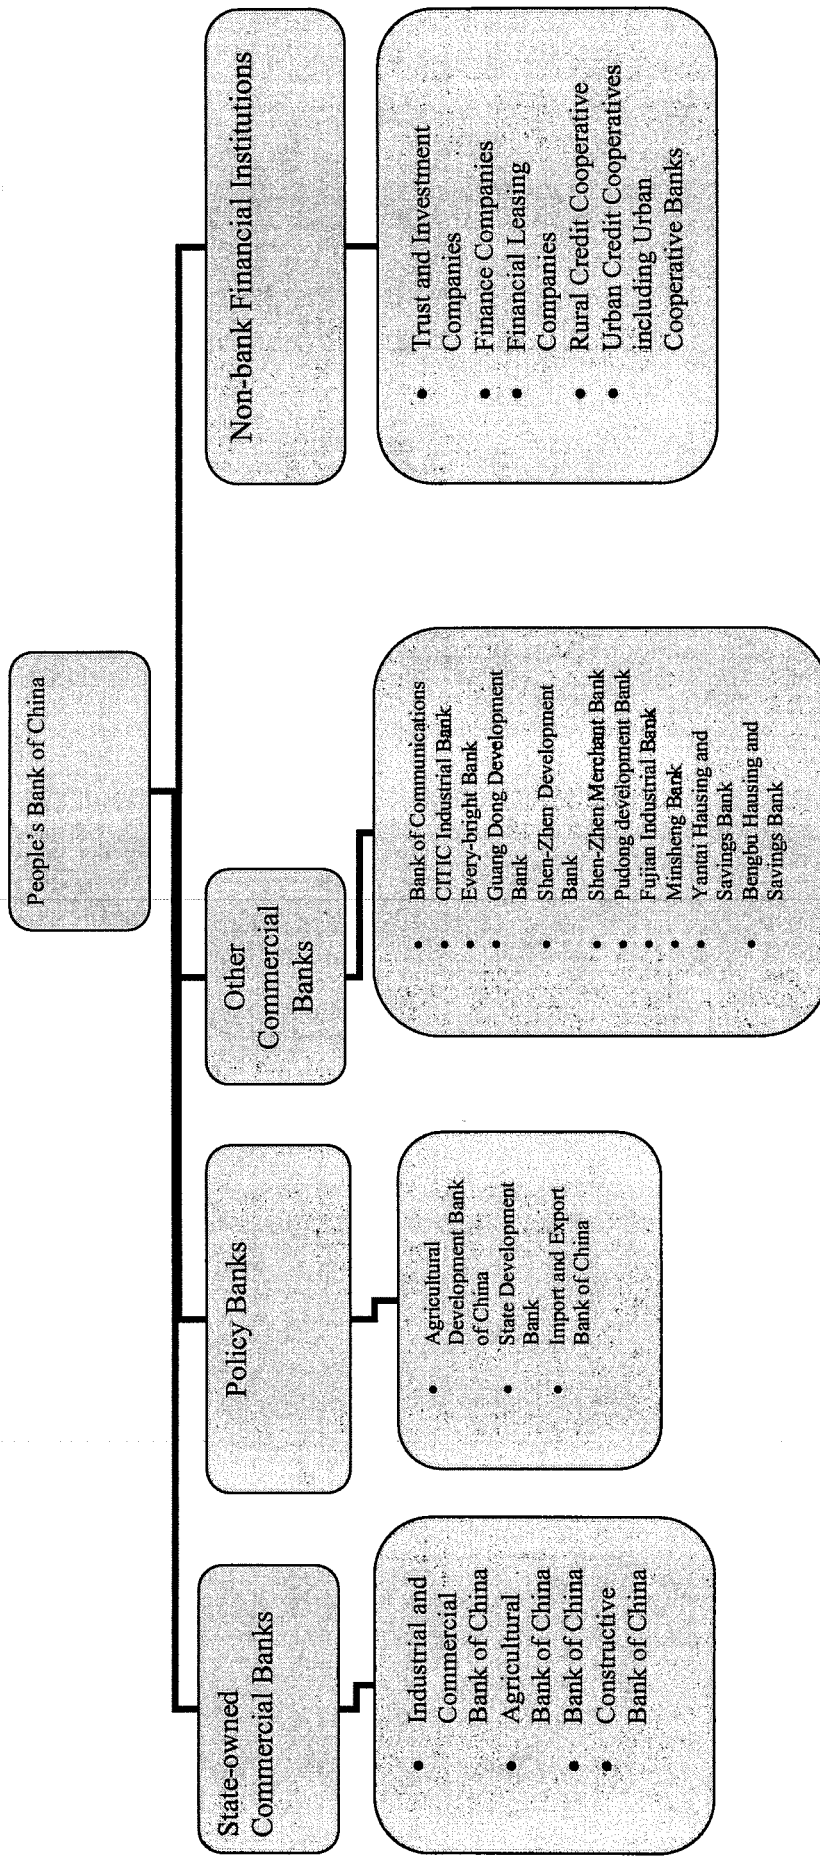 People's Bank of China
State-owned
Commercial Banks
Policy Banks
Other
Commercial
Banks
Non-bank Financial Institutions
• Industrial and
Commercial
Bank of China
• Agricultural
Bank of China
• Bank of China
• Constructive
Bank of China
• Agricultural
Development Bank
of China
• State Development
Bank
• Import and Export
Bank of China
• Bank of Communications
• CITIC Industrial Bank
• Every-bright Bank
• Guang Dong Development
Bank
• Shen-Zhen Development
Bank
• Shen-Zhen Merchant Bank
• Pudong development Bank
• Fujian Industrial Bank
• Minsheng Bank
• Yantai Hausing and
Savings Bank
• Bengbu Hausing and
Savings Bank
• Trust and Investment
Companies
• Finance Companies
• Financial Leasing
Companies
• Rural Credit Cooperative
• Urban Credit Cooperatives
including Urban
Cooperative Banks